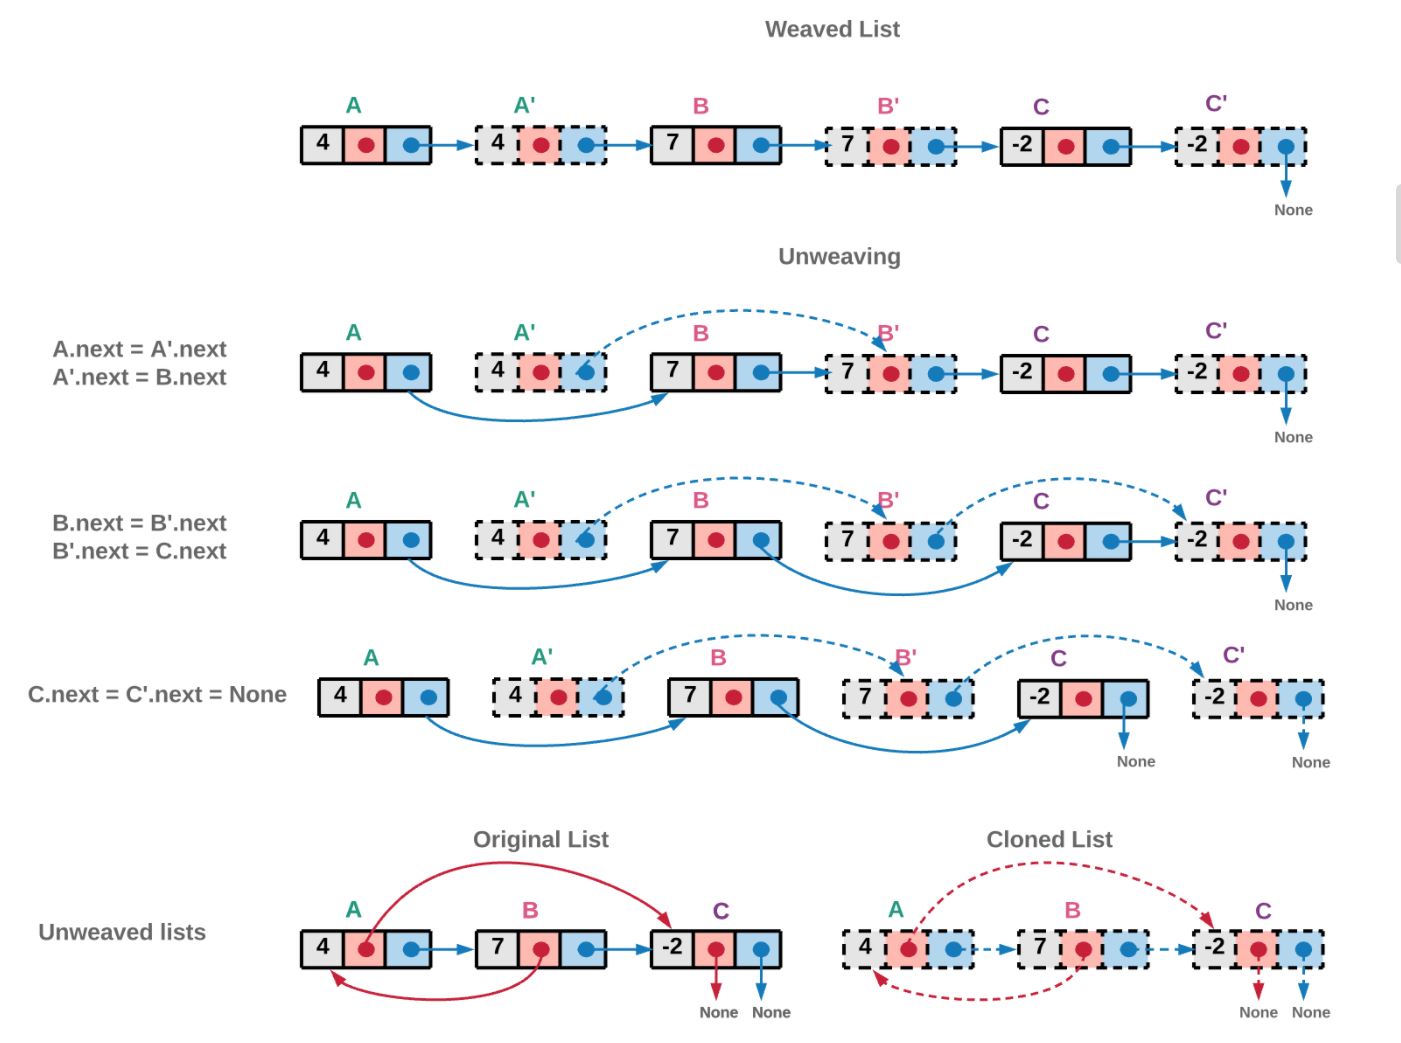 Weaved List
A A' B B' C C'
4 4 7 7 -2 -2
None
Unweaving
A A' B B' C C'
A.next = A'.next
A'.next = B.next
4 4 7 7 -2 -2
None
A A' B B' C C'
B.next = B'.next
B'.next = C.next
4 4 7 7 -2 -2
None
A A' B B' C C'
C.next = C'.next = None
4 4 7 7 -2 -2
None None
Original List Cloned List
A B C A B C
Unweaved lists
4 7 -2 4 7 -2
None None None None